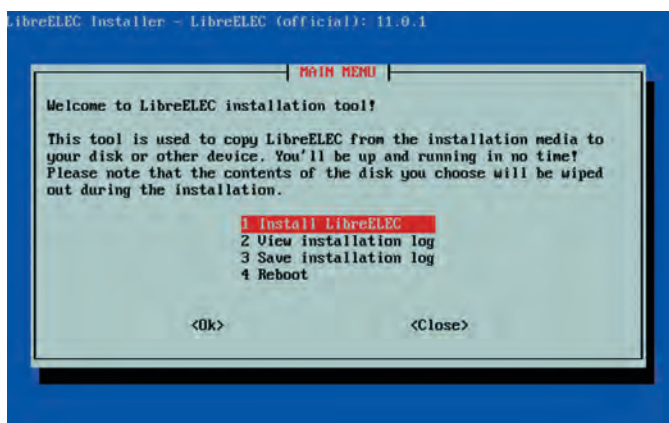 LibreELEC Installer - LibreELEC (official): 11.0.1
MAIN MENU
Welcome to LibreELEC installation tool!
This tool is used to copy LibreELEC from the installation media to
your disk or other device. You'll be up and running in no time!
Please note that the contents of the disk you choose will be wiped
out during the installation.
1 Install LibreELEC
2 View installation log
3 Save installation log
4 Reboot
<Ok> <Close>